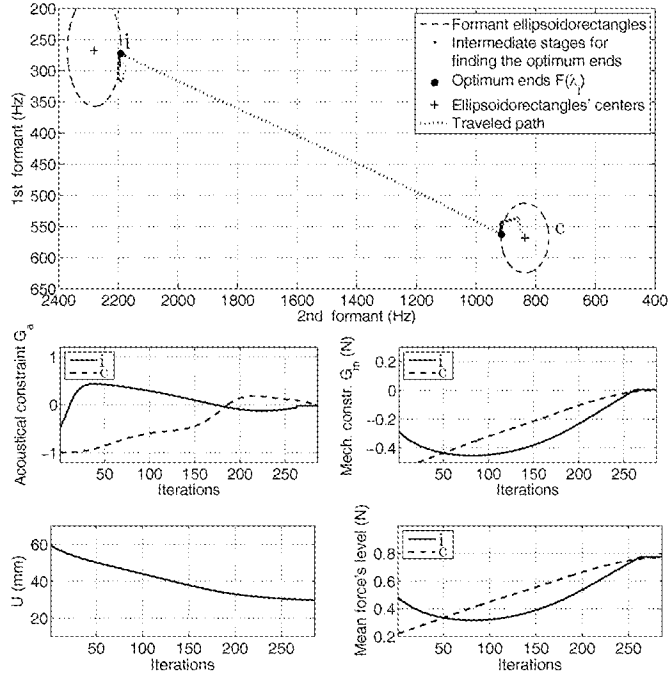 200
250
300
350
400
450
500
550
600
650
1st formant (Hz)
i
c
Formant ellipsoidorectangles
Intermediate stages for
finding the optimum ends
Optimum ends F(λi)
Ellipsoidorectangles' centers
Traveled path
2400 2200 2000 1800 1600 1400 1200 1000 800 600 400
2nd formant (Hz)
Acoustical constraint Ga
1
0
−1
i
c
50 100 150 200 250
Iterations
Mech. constr. Gm (N)
0.2
0
−0.2
−0.4
i
c
50 100 150 200 250
Iterations
U (mm)
60
40
20
50 100 150 200 250
Iterations
Mean force's level (N)
0.8
0.6
0.4
0.2
i
c
50 100 150 200 250
Iterations